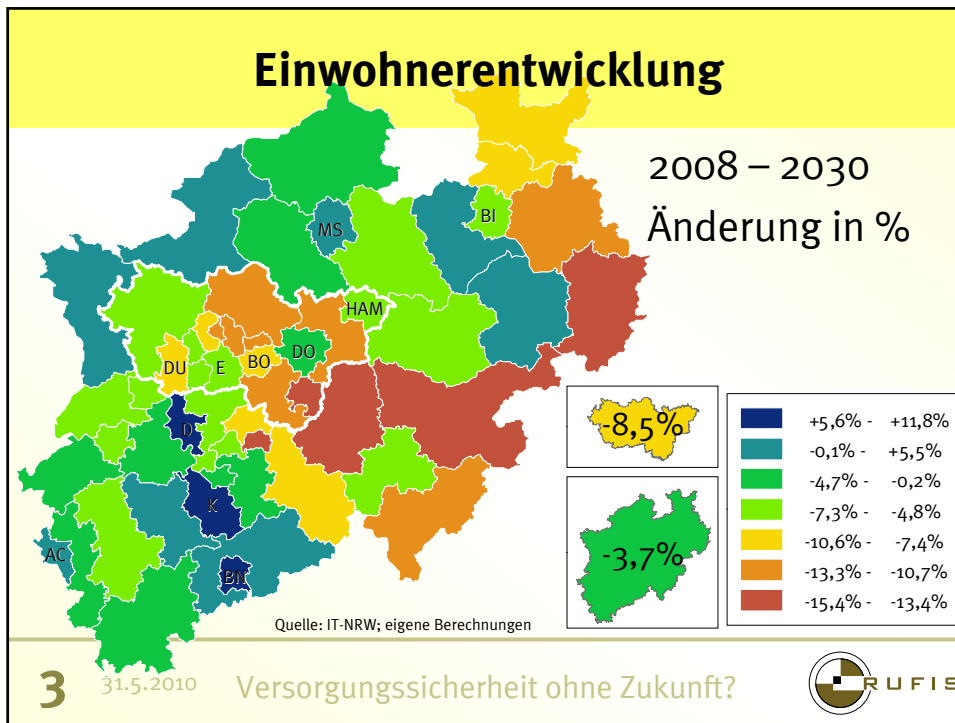 Einwohnerentwicklung
2008 – 2030
Änderung in %
BI
MS
HAM
DU
E
BO
DO
D
K
AC
BN
-8,5%
-3,7%
+5,6% - +11,8%
-0,1% - +5,5%
-4,7% - -0,2%
-7,3% - -4,8%
-10,6% - -7,4%
-13,3% - -10,7%
-15,4% - -13,4%
Quelle: IT-NRW; eigene Berechnungen
3 31.5.2010 Versorgungssicherheit ohne Zukunft?
RUFIS